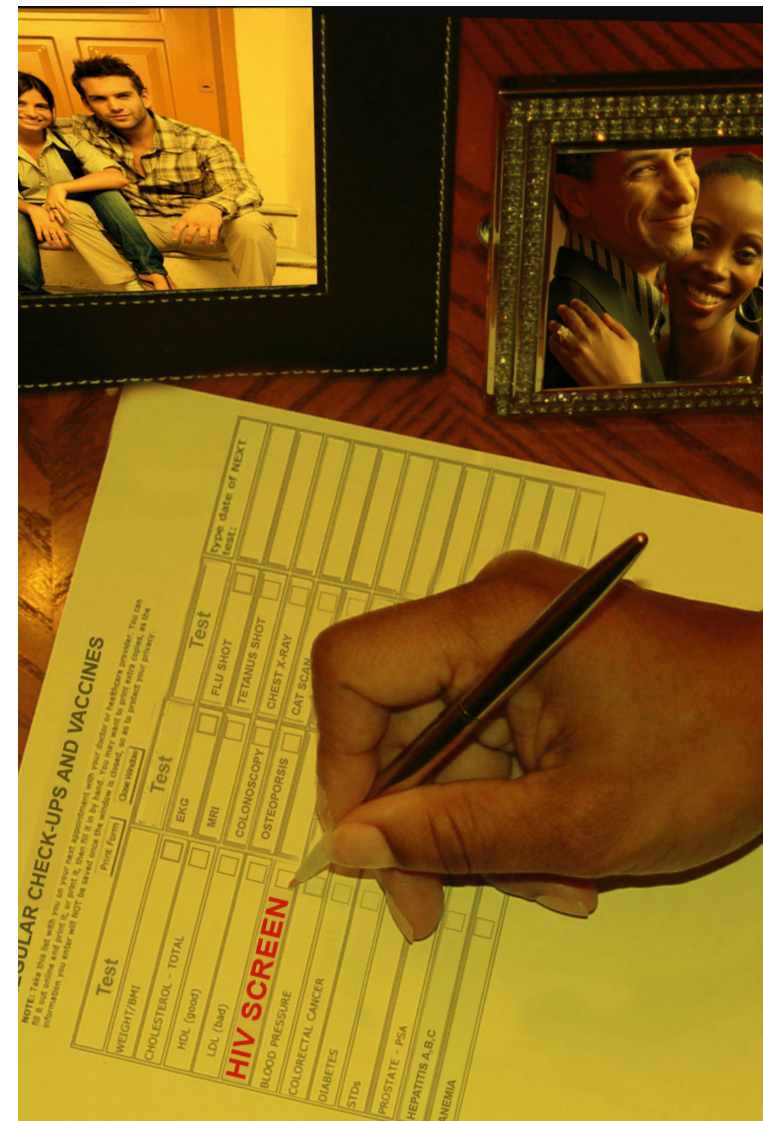 GULAR CHECK-UPS AND VACCINES
NOTE: Take this list with you on your next appointment with your doctor or healthcare provider. You can
fill it out online and print it, or print it, then fill it in by hand. You may want to print extra copies, as the
information you enter will NOT be saved once the window is closed, so as to protect your privacy.
Print Form Close Window
Test Test Test type date of NEXT
test:
WEIGHT/BMI EKG FLU SHOT
CHOLESTEROL - TOTAL MRI TETANUS SHOT
HDL (good) COLONOSCOPY CHEST X-RAY
LDL (bad) OSTEOPORSIS CAT SCAN
HIV SCREEN
BLOOD PRESSURE
COLORECTAL CANCER
DIABETES
STDs
PROSTATE - PSA
HEPATITIS A,B,C
ANEMIA